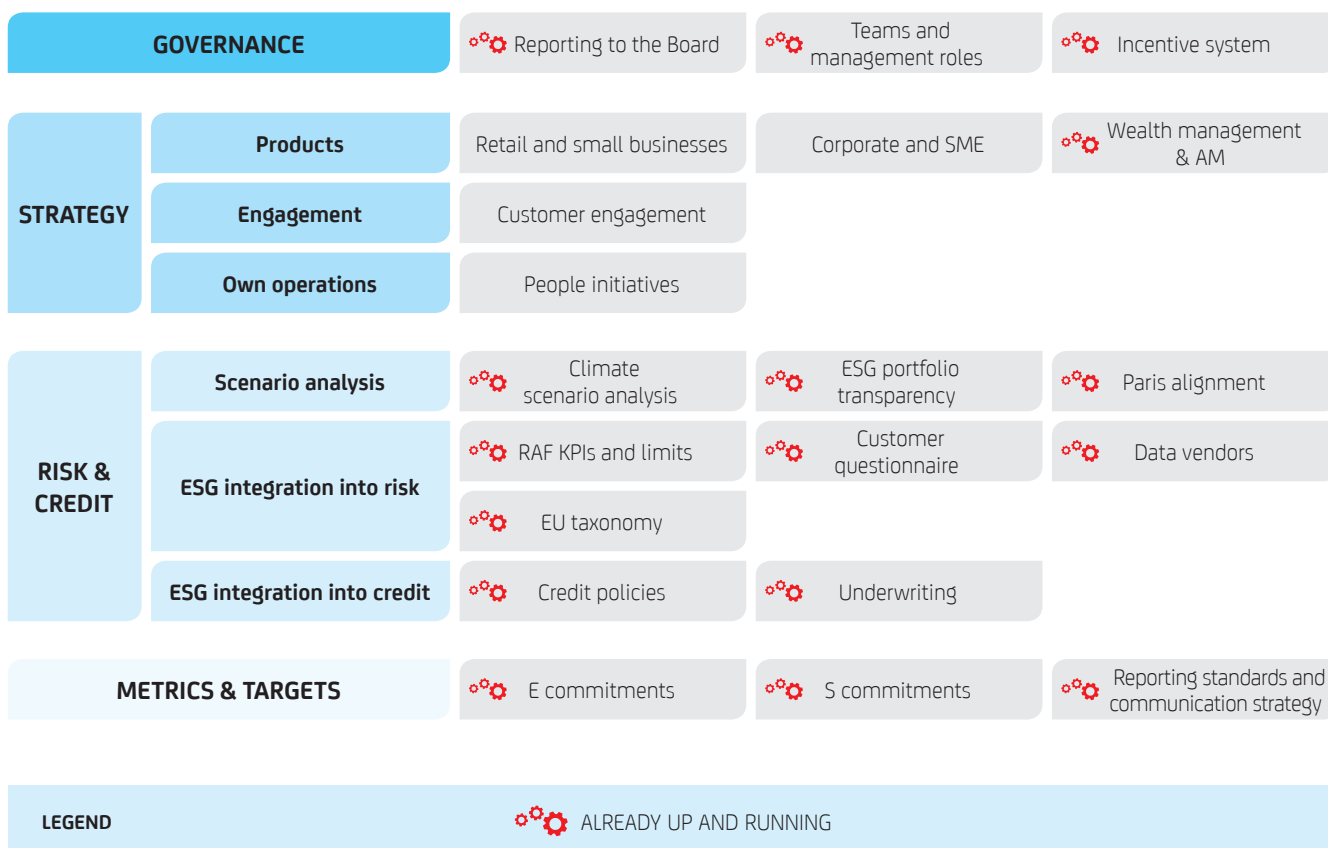 GOVERNANCE
Reporting to the Board
Teams and
management roles
Incentive system
STRATEGY
Products
Retail and small businesses
Corporate and SME
Wealth management
& AM
Engagement
Customer engagement
Own operations
People initiatives
RISK &
CREDIT
Scenario analysis
Climate
scenario analysis
ESG portfolio
transparency
Paris alignment
ESG integration into risk
RAF KPIs and limits
Customer
questionnaire
Data vendors
EU taxonomy
ESG integration into credit
Credit policies
Underwriting
METRICS & TARGETS
E commitments
S commitments
Reporting standards and
communication strategy
LEGEND
ALREADY UP AND RUNNING